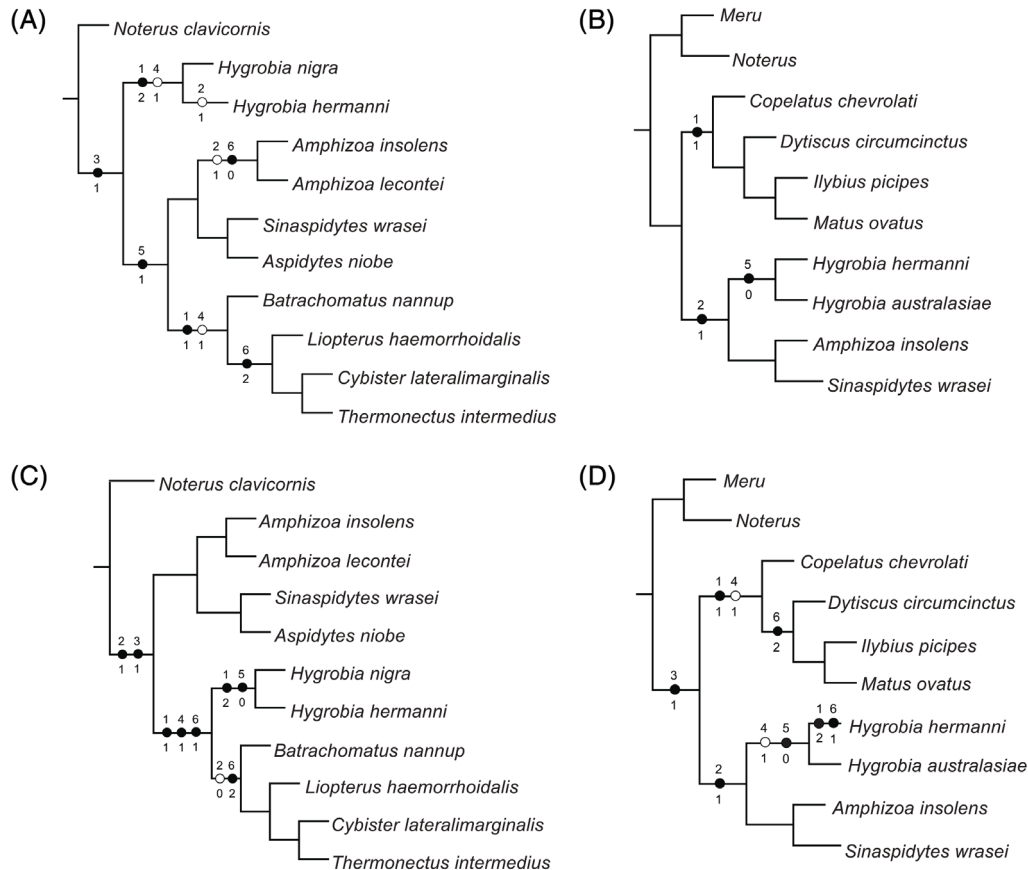 (A)
Noterus clavicornis
1 4
2 1
Hygrobia nigra
2
1
Hygrobia hermanni
3
1
2 6
1 0
Amphizoa insolens
Amphizoa lecontei
Sinaspidytes wrasei
Aspidytes niobe
5
1
1 4
1 1
Batrachomatus nannup
6
2
Liopterus haemorrhoidalis
Cybister lateralimarginalis
Thermonectus intermedius
(B)
Meru
Noterus
1
1
Copelatus chevrolati
Dytiscus circumcinctus
Ilybius picipes
Matus ovatus
5
0
Hygrobia hermanni
Hygrobia australasiae
2
1
Amphizoa insolens
Sinaspidytes wrasei
(C)
Noterus clavicornis
Amphizoa insolens
Amphizoa lecontei
Sinaspidytes wrasei
Aspidytes niobe
2 3
1 1
1 5
2 0
Hygrobia nigra
Hygrobia hermanni
1 4 6
1 1 1
2 6
0 2
Batrachomatus nannup
Liopterus haemorrhoidalis
Cybister lateralimarginalis
Thermonectus intermedius
(D)
Meru
Noterus
1 4
1 1
Copelatus chevrolati
6
2
Dytiscus circumcinctus
Ilybius picipes
Matus ovatus
3
1
1 6
2 1
Hygrobia hermanni
4 5
1 0
Hygrobia australasiae
2
1
Amphizoa insolens
Sinaspidytes wrasei